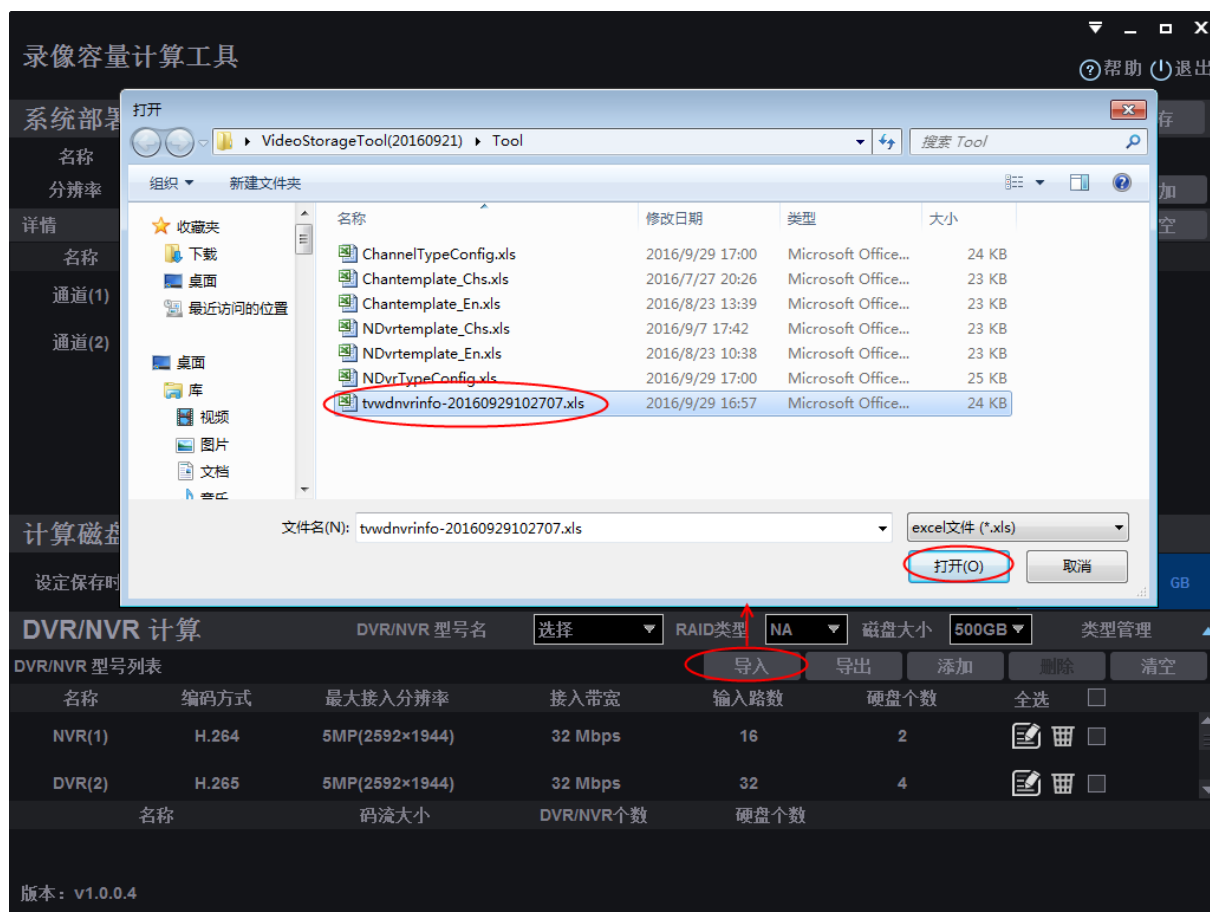 录像容量计算工具
帮助 退出
系统部署
名称
分辨率
详情
名称
通道(1)
通道(2)
打开
VideoStorageTool(20160921) Tool
搜索 Tool
组织 新建文件夹
收藏夹
下载
桌面
最近访问的位置
桌面
库
视频
图片
文档
音乐
名称 修改日期 类型 大小
ChannelTypeConfig.xls 2016/9/29 17:00 Microsoft Office... 24 KB
Chantemplate_Chs.xls 2016/7/27 20:26 Microsoft Office... 23 KB
Chantemplate_En.xls 2016/8/23 13:39 Microsoft Office... 23 KB
NDvrtemplate_Chs.xls 2016/9/7 17:42 Microsoft Office... 23 KB
NDvrtemplate_En.xls 2016/8/23 10:38 Microsoft Office... 23 KB
NDvrTypeConfig.xls 2016/9/29 17:00 Microsoft Office... 25 KB
tvwdnvrinfo-20160929102707.xls 2016/9/29 16:57 Microsoft Office... 24 KB
文件名(N): tvwdnvrinfo-20160929102707.xls excel文件 (*.xls)
打开(O) 取消
存
加
空
计算磁盘
设定保存时
GB
DVR/NVR 计算 DVR/NVR 型号名 选择 RAID类型 NA 磁盘大小 500GB 类型管理
DVR/NVR 型号列表 导入 导出 添加 删除 清空
名称 编码方式 最大接入分辨率 接入带宽 输入路数 硬盘个数 全选
NVR(1) H.264 5MP(2592×1944) 32 Mbps 16 2
DVR(2) H.265 5MP(2592×1944) 32 Mbps 32 4
名称 码流大小 DVR/NVR个数 硬盘个数
版本：v1.0.0.4